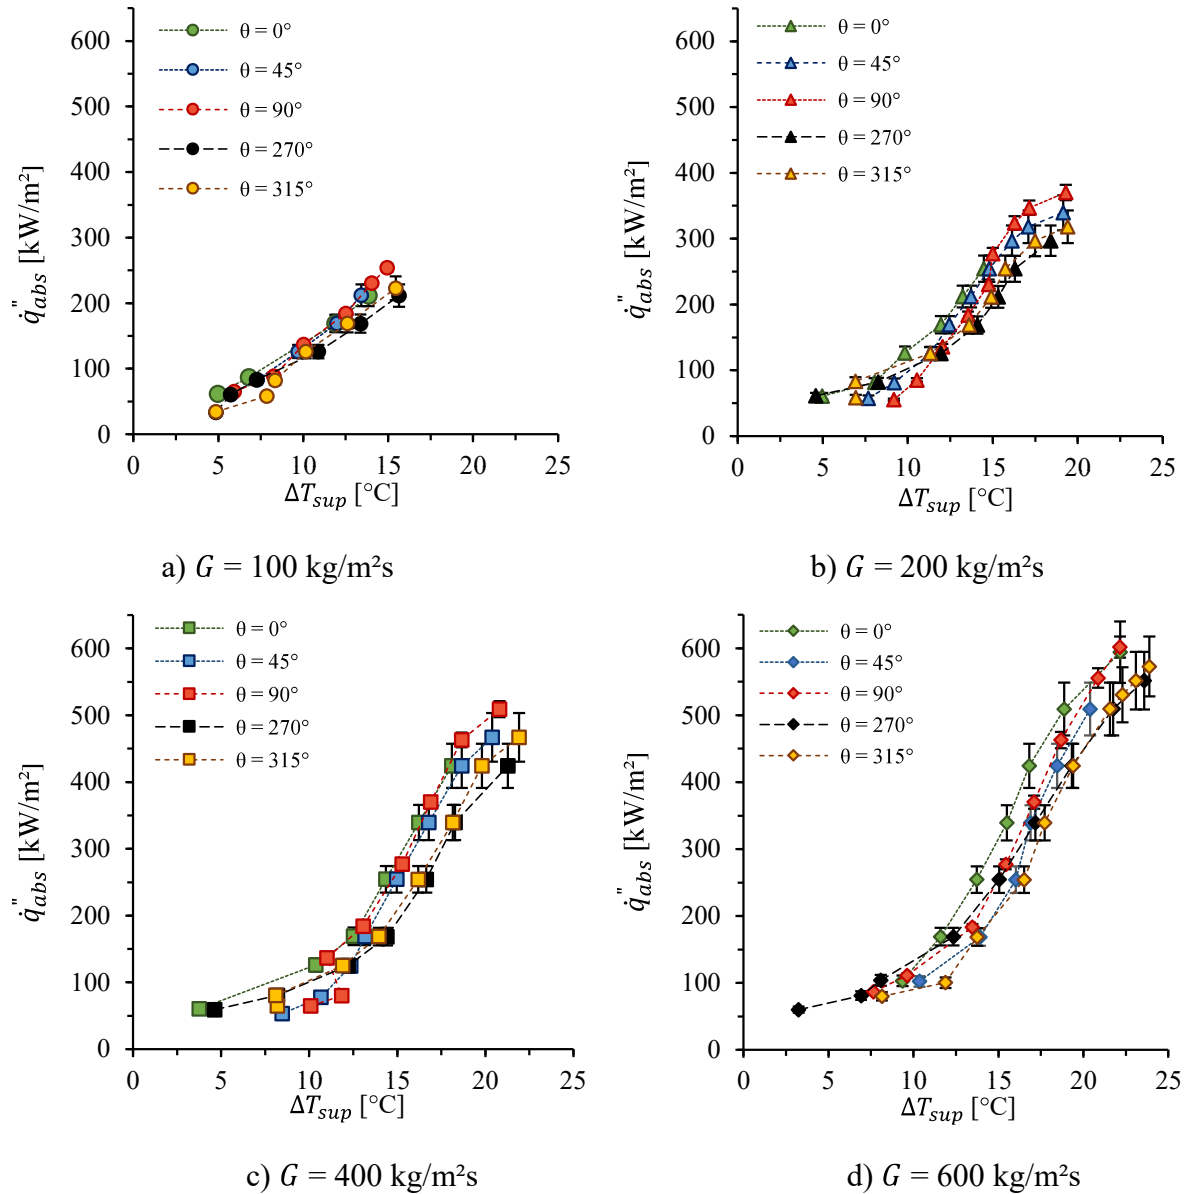 600
500
400
300
200
100
0
q̇"abs [kW/m²]
θ = 0°
θ = 45°
θ = 90°
θ = 270°
θ = 315°
0 5 10 15 20 25
ΔTsup [°C]
a) G = 100 kg/m²s
600
500
400
300
200
100
0
q̇"abs [kW/m²]
θ = 0°
θ = 45°
θ = 90°
θ = 270°
θ = 315°
0 5 10 15 20 25
ΔTsup [°C]
b) G = 200 kg/m²s
600
500
400
300
200
100
0
q̇"abs [kW/m²]
θ = 0°
θ = 45°
θ = 90°
θ = 270°
θ = 315°
0 5 10 15 20 25
ΔTsup [°C]
c) G = 400 kg/m²s
600
500
400
300
200
100
0
q̇"abs [kW/m²]
θ = 0°
θ = 45°
θ = 90°
θ = 270°
θ = 315°
0 5 10 15 20 25
ΔTsup [°C]
d) G = 600 kg/m²s